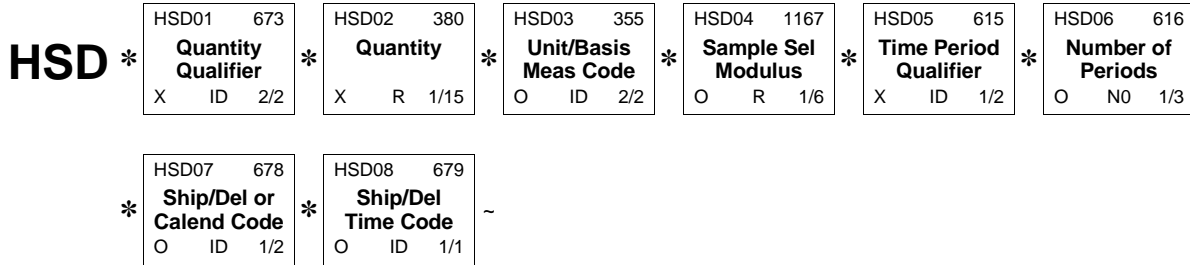 HSD * HSD01 673 * HSD02 380 * HSD03 355 * HSD04 1167 * HSD05 615 * HSD06 616
Quantity Qualifier Quantity Unit/Basis Meas Code Sample Sel Modulus Time Period Qualifier Number of Periods
X ID 2/2 X R 1/15 O ID 2/2 O R 1/6 X ID 1/2 O N0 1/3
* HSD07 678 * HSD08 679 ~
Ship/Del or Calend Code Ship/Del Time Code
O ID 1/2 O ID 1/1